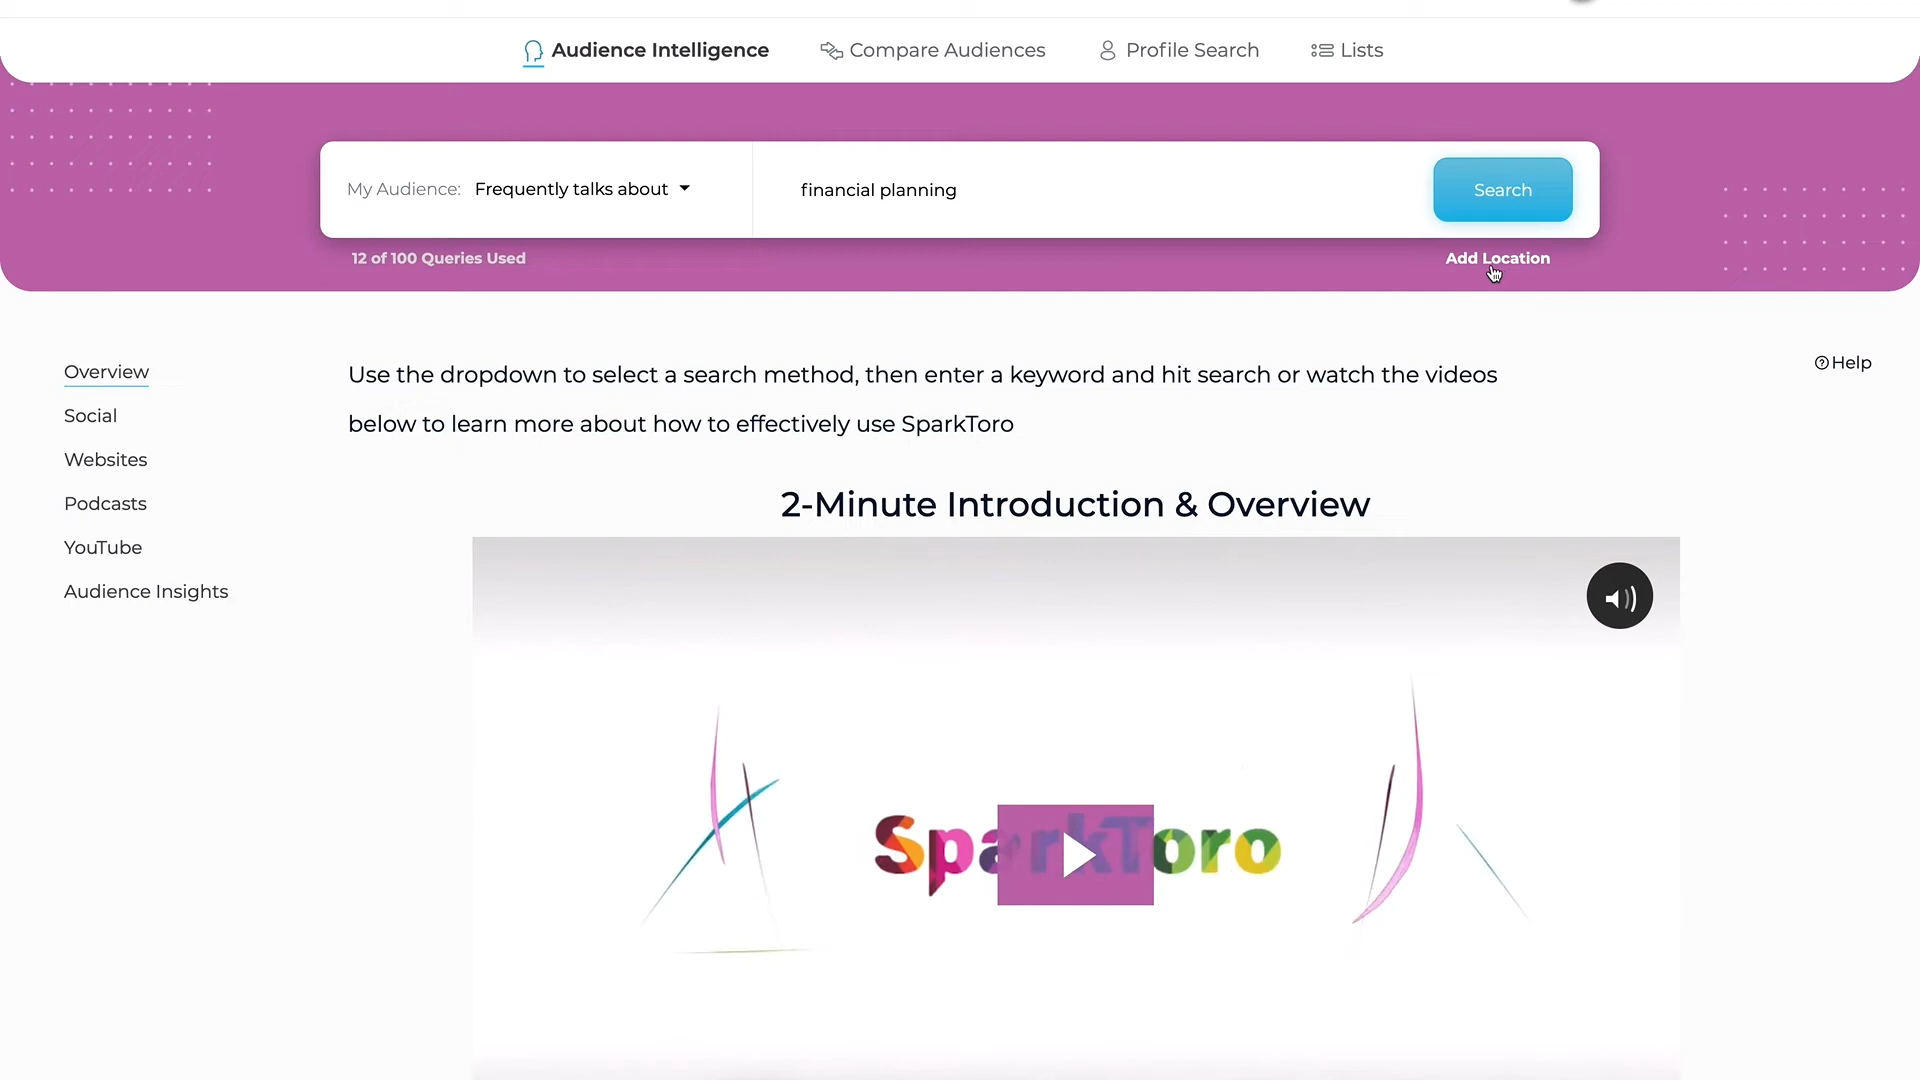 Audience Intelligence
Compare Audiences
Profile Search
Lists
My Audience: Frequently talks about
financial planning
Search
12 of 100 Queries Used
Add Location
Overview
Social
Websites
Podcasts
YouTube
Audience Insights
Use the dropdown to select a search method, then enter a keyword and hit search or watch the videos
below to learn more about how to effectively use SparkToro
Help
2-Minute Introduction & Overview
SparkToro